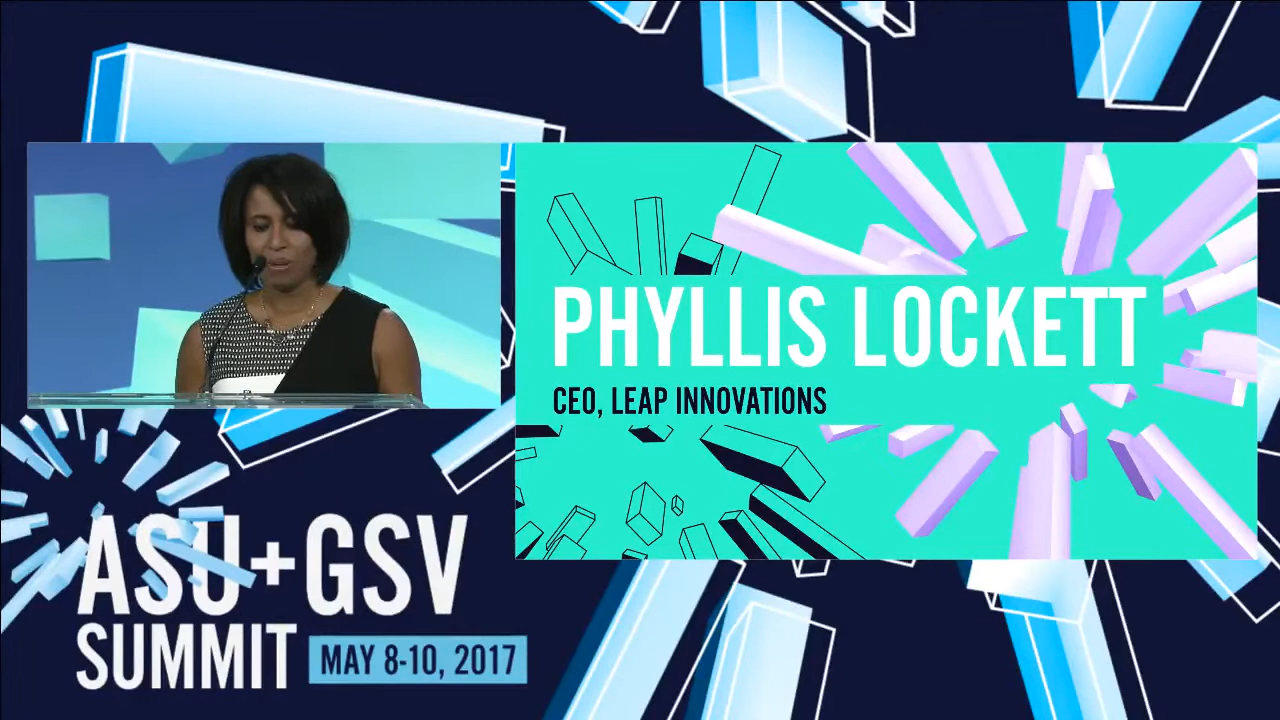 PHYLLIS LOCKETT
CEO, LEAP INNOVATIONS
ASU+GSV
SUMMIT MAY 8-10, 2017